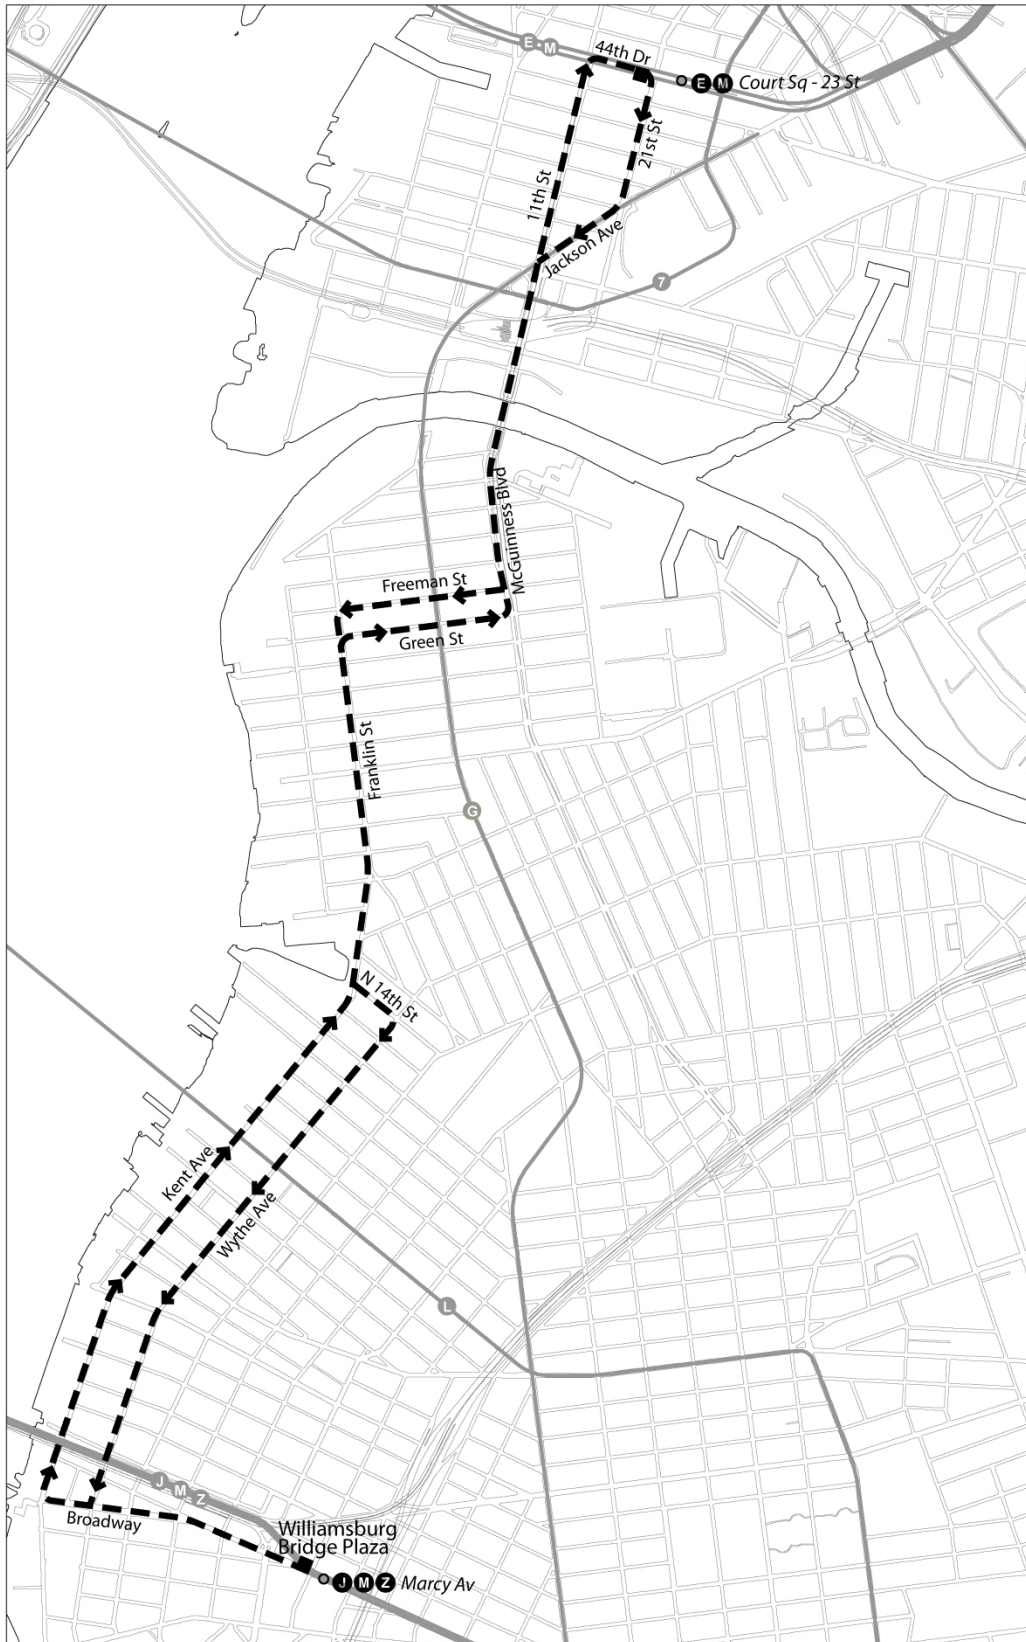 E M
44th Dr
E M Court Sq - 23 St
21st St
11th St
Jackson Ave
7
McGuinness Blvd
Freeman St
Green St
Franklin St
G
N 14th St
Kent Ave
Wythe Ave
L
J M Z
Broadway
Williamsburg
Bridge Plaza
J M Z Marcy Av